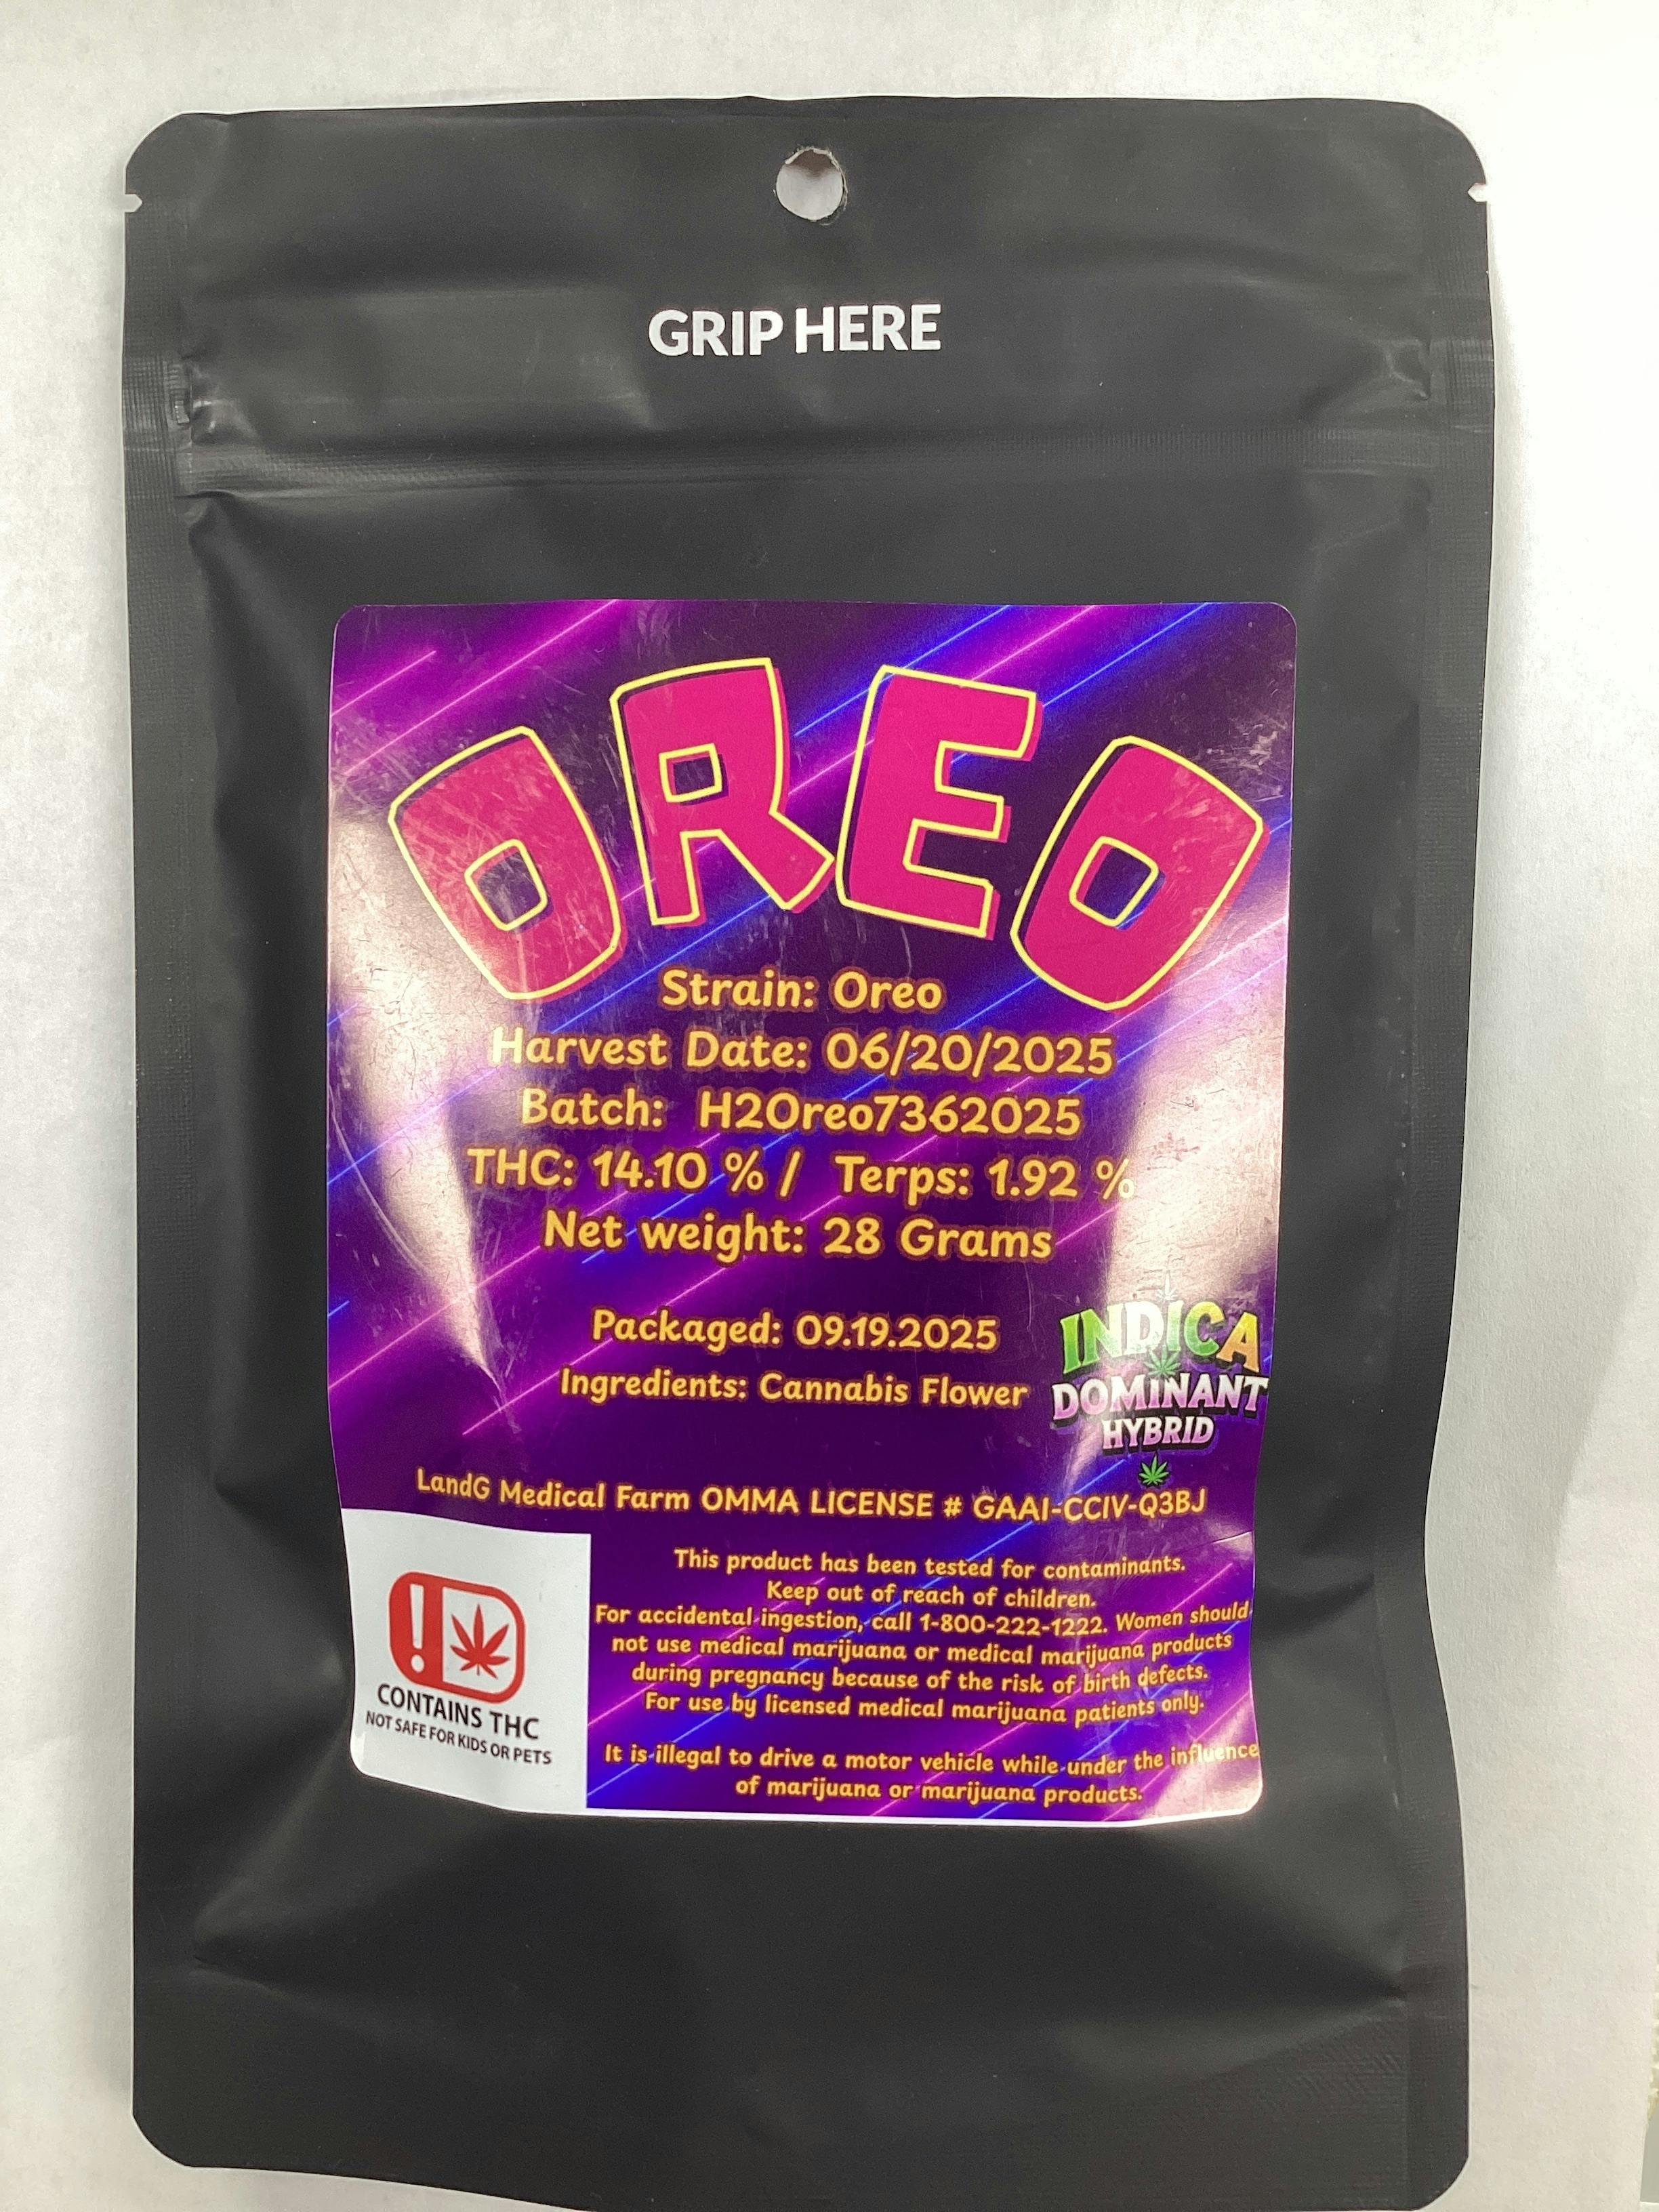 GRIP HERE
OREO
Strain: Oreo
Harvest Date: 06/20/2025
Batch: H2Oreo7362025
THC: 14.10 % / Terps: 1.92 %
Net weight: 28 Grams
Packaged: 09.19.2025
Ingredients: Cannabis Flower
INDICA
DOMINANT
HYBRID
LandG Medical Farm OMMA LICENSE # GAAI-CCIV-Q3BJ
This product has been tested for contaminants.
Keep out of reach of children.
For accidental ingestion, call 1-800-222-1222. Women should
not use medical marijuana or medical marijuana products
during pregnancy because of the risk of birth defects.
For use by licensed medical marijuana patients only.
It is illegal to drive a motor vehicle while under the influence
of marijuana or marijuana products.
!
CONTAINS THC
NOT SAFE FOR KIDS OR PETS